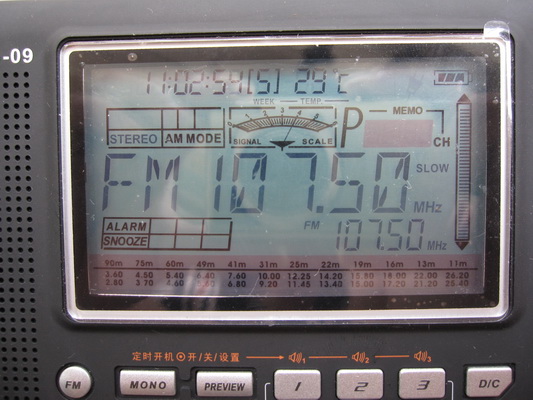 -09
11:02:54[5] 29℃
WEEK 3 TEMP.
MEMO
STEREO AM MODE
SIGNAL SCALE
P
CH
FM 107.50 MHz
SLOW
ALARM
SNOOZE
FM 107.50 MHz
90m 75m 60m 49m 41m 31m 25m 22m 19m 16m 13m 11m
3.60 4.50 5.40 6.40 7.60 10.00 12.25 14.20 15.80 18.00 22.00 26.20
2.80 3.70 4.60 5.50 6.80 9.20 11.45 13.40 15.00 17.20 21.20 25.40
定时开机 ⊙开/关/设置 1 2 3
FM MONO PREVIEW 1 2 3 D/C